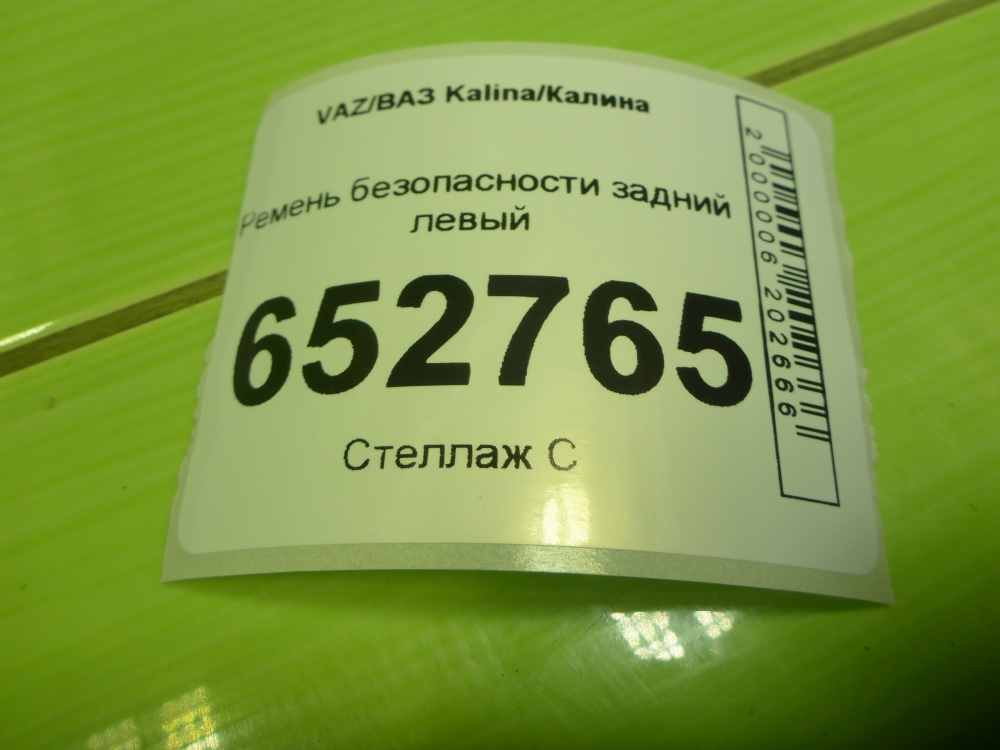 VAZ/ВАЗ Kalina/Калина
Ремень безопасности задний
левый
652765
Стеллаж С
2000006202666